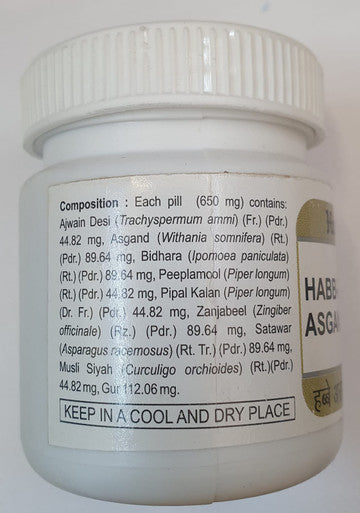 Composition : Each pill (650 mg) contains:
Ajwain Desi (Trachyspermum ammi) (Fr.) (Pdr.)
44.82 mg, Asgand (Withania somnifera) (Rt.)
(Pdr.) 89.64 mg, Bidhara (Ipomoea paniculata)
(Rt.) (Pdr.) 89.64 mg, Peeplamool (Piper longum)
(Rt.) (Pdr.) 44.82 mg, Pipal Kalan (Piper longum)
(Dr. Fr.) (Pdr.) 44.82 mg, Zanjabeel (Zingiber
officinale) (Rz.) (Pdr.) 89.64 mg, Satawar
(Asparagus racemosus) (Rt. Tr.) (Pdr.) 89.64 mg,
Musli Siyah (Curculigo orchioides) (Rt.)(Pdr.)
44.82 mg, Gur 112.06 mg.
KEEP IN A COOL AND DRY PLACE
HABB
ASGAN
हब्बे